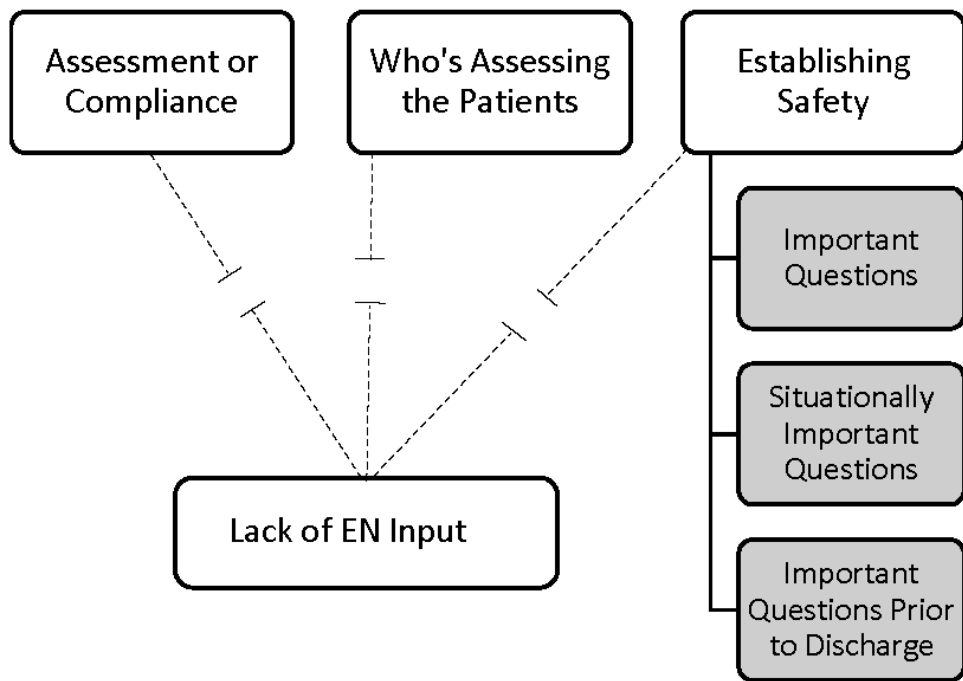 Assessment or
Compliance
Who's Assessing
the Patients
Establishing
Safety
Important
Questions
Situationally
Important
Questions
Lack of EN Input
Important
Questions Prior
to Discharge